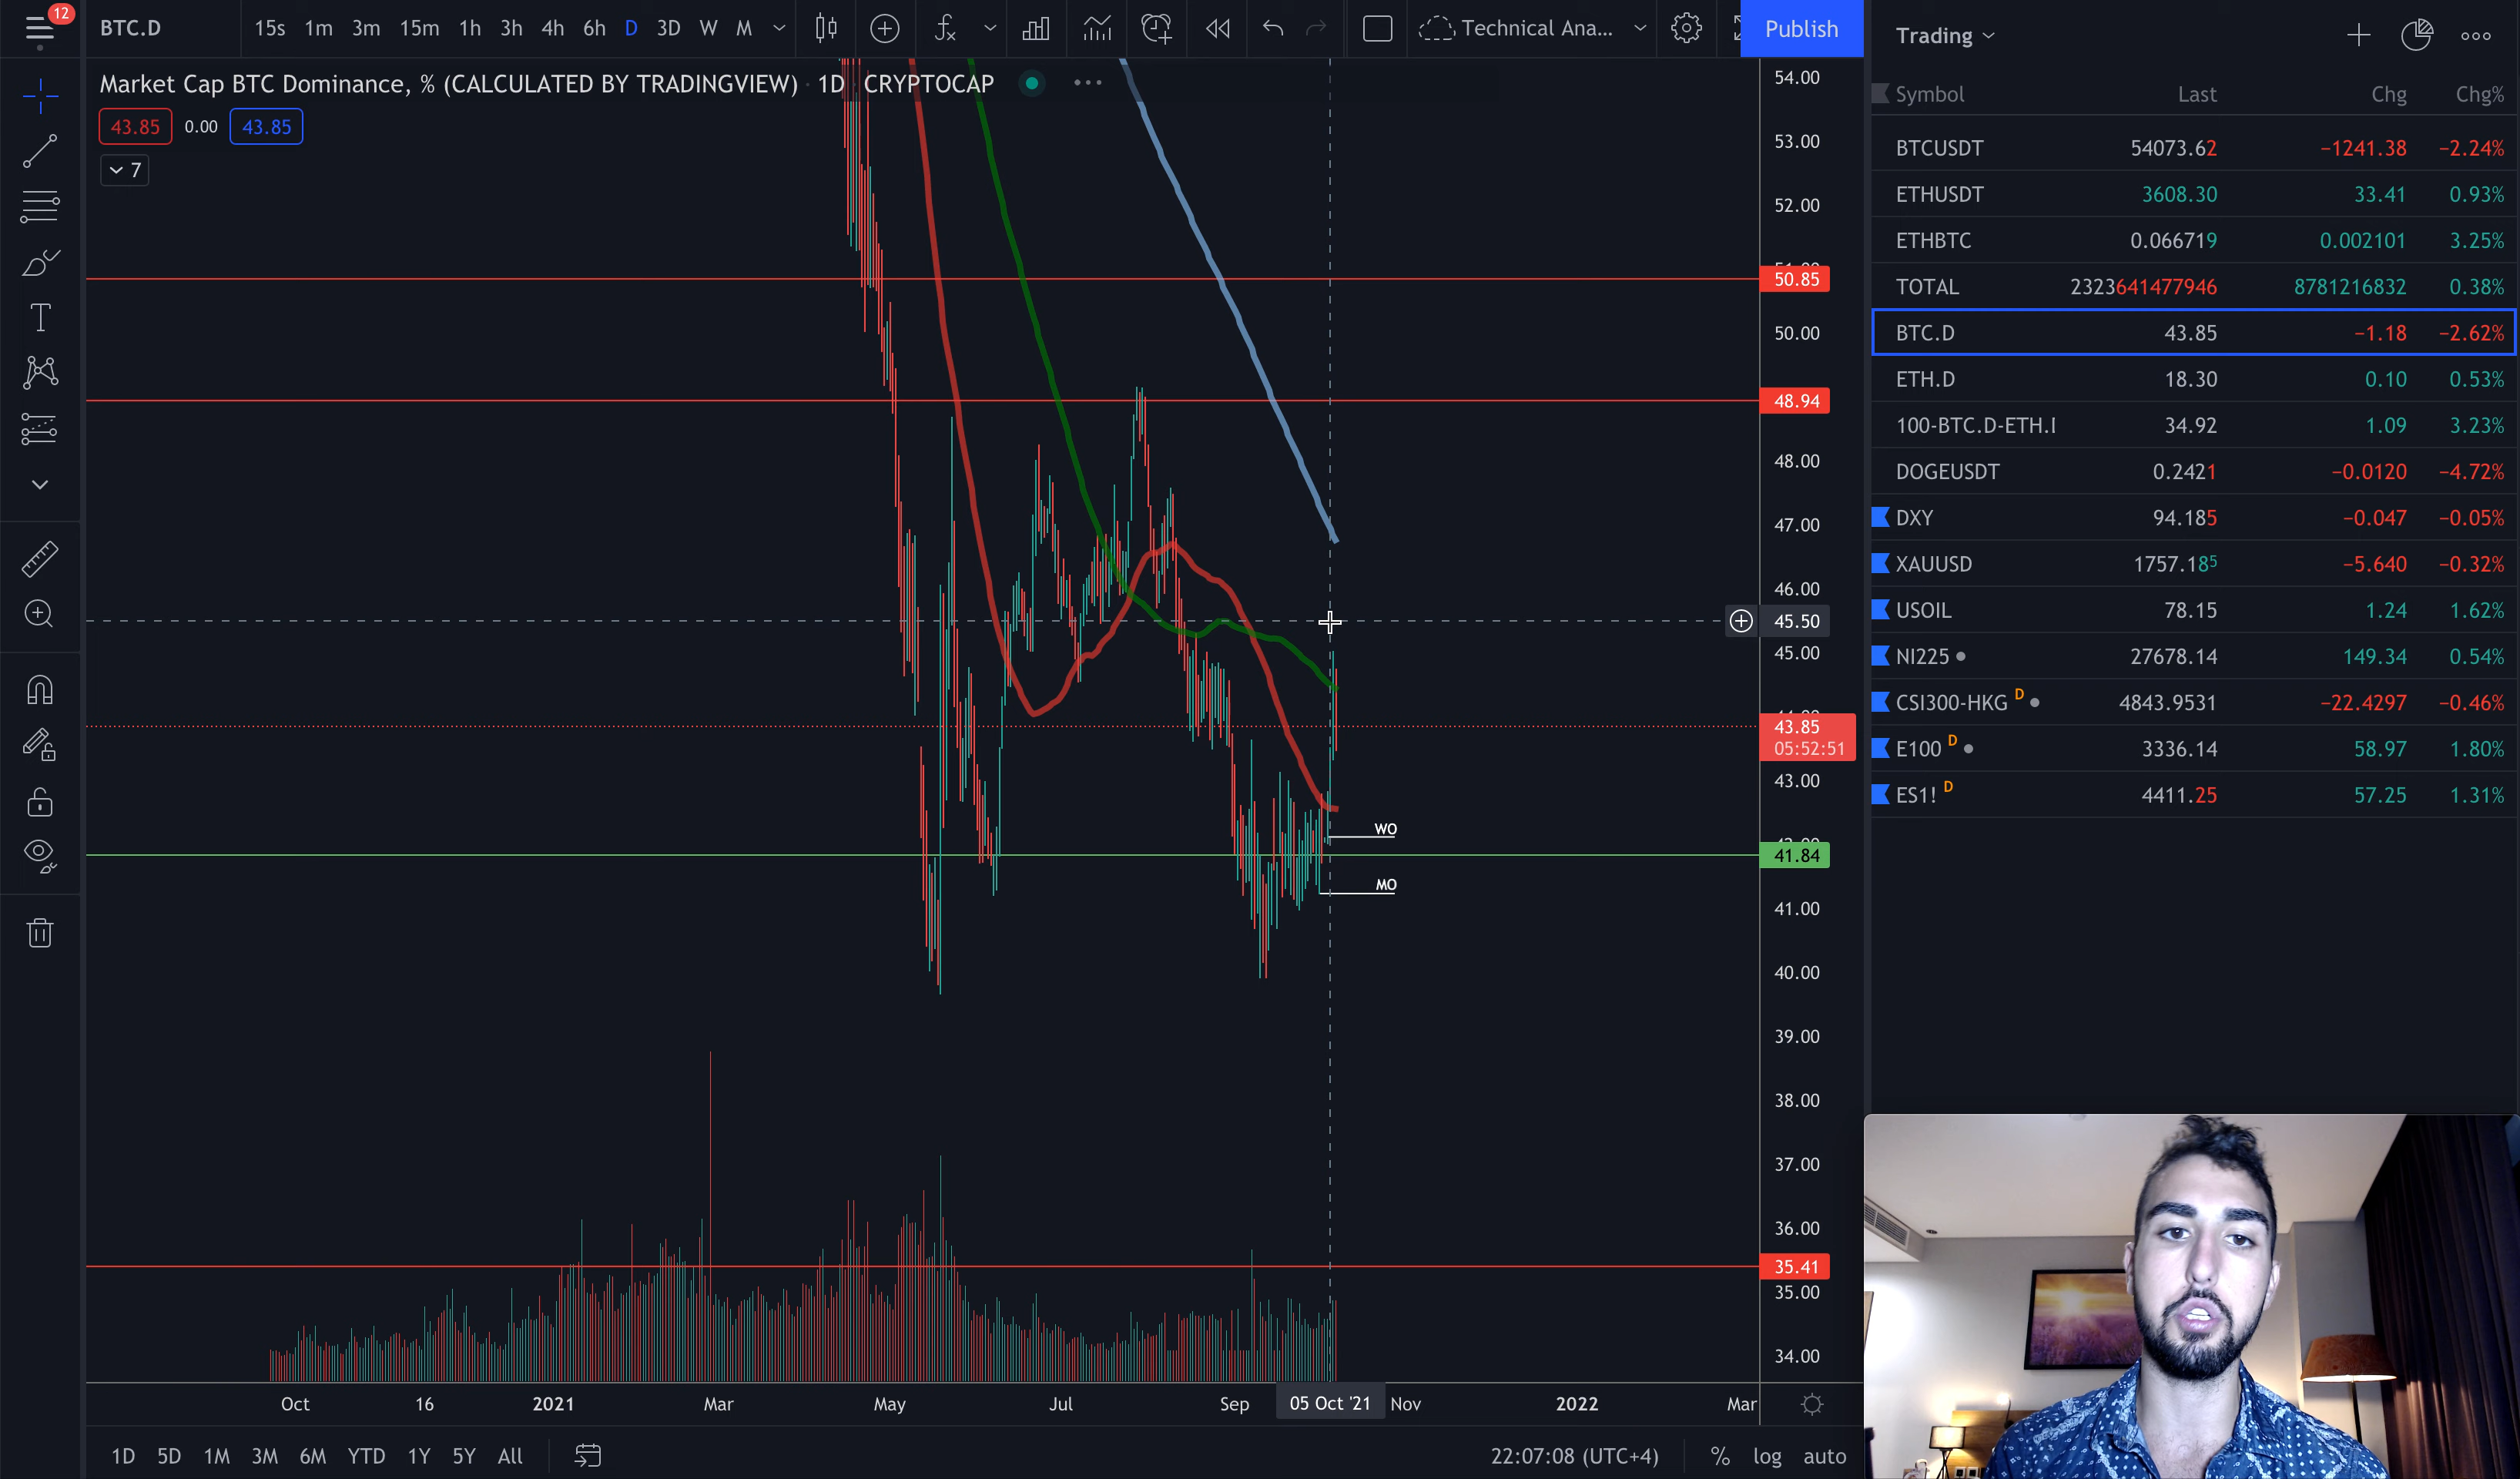 12
BTC.D 15s 1m 3m 15m 1h 3h 4h 6h D 3D W M Technical Ana... Publish
Market Cap BTC Dominance, % (CALCULATED BY TRADINGVIEW) · 1D CRYPTOCAP
43.85 0.00 43.85
7
54.00
53.00
52.00
50.85
50.00
48.94
48.00
47.00
46.00
45.50
45.00
43.85
05:52:51
43.00
WO
41.84
MO
41.00
40.00
39.00
38.00
37.00
36.00
35.41
35.00
34.00
Oct 16 2021 Mar May Jul Sep 05 Oct '21 Nov 2022 Mar
1D 5D 1M 3M 6M YTD 1Y 5Y All 22:07:08 (UTC+4) % log auto
Trading
Symbol Last Chg Chg%
BTCUSDT 54073.62 −1241.38 −2.24%
ETHUSDT 3608.30 33.41 0.93%
ETHBTC 0.066719 0.002101 3.25%
TOTAL 2323641477946 8781216832 0.38%
BTC.D 43.85 −1.18 −2.62%
ETH.D 18.30 0.10 0.53%
100-BTC.D-ETH.I 34.92 1.09 3.23%
DOGEUSDT 0.2421 −0.0120 −4.72%
DXY 94.185 −0.047 −0.05%
XAUUSD 1757.185 −5.640 −0.32%
USOIL 78.15 1.24 1.62%
NI225 27678.14 149.34 0.54%
CSI300-HKG D 4843.9531 −22.4297 −0.46%
E100 D 3336.14 58.97 1.80%
ES1! D 4411.25 57.25 1.31%